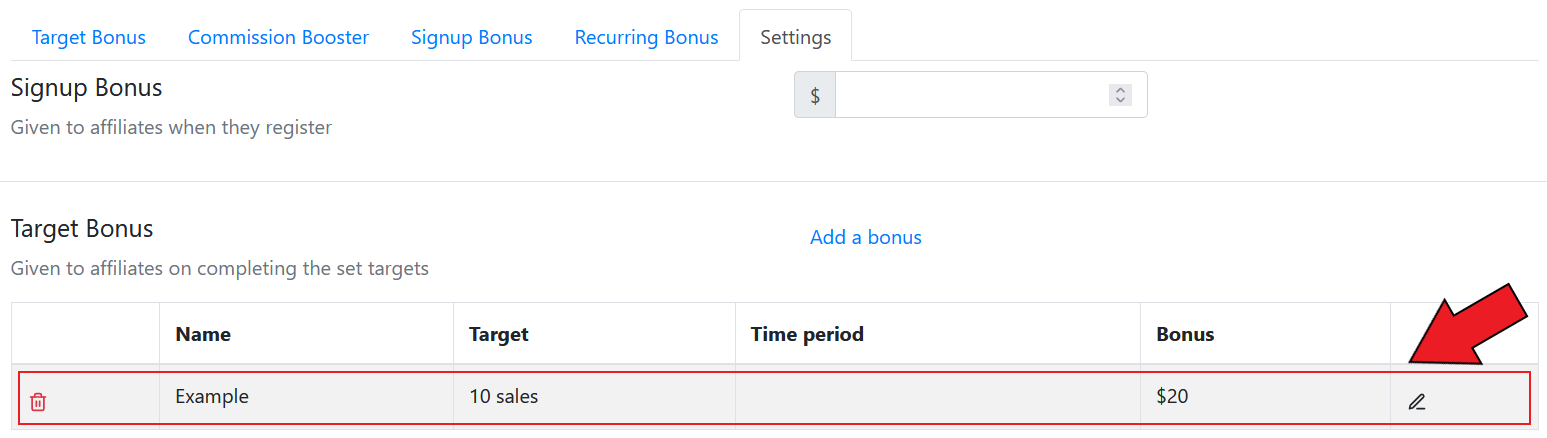 Target Bonus Commission Booster Signup Bonus Recurring Bonus Settings
Signup Bonus
$
Given to affiliates when they register
Target Bonus
Add a bonus
Given to affiliates on completing the set targets
Name Target Time period Bonus
Example 10 sales $20